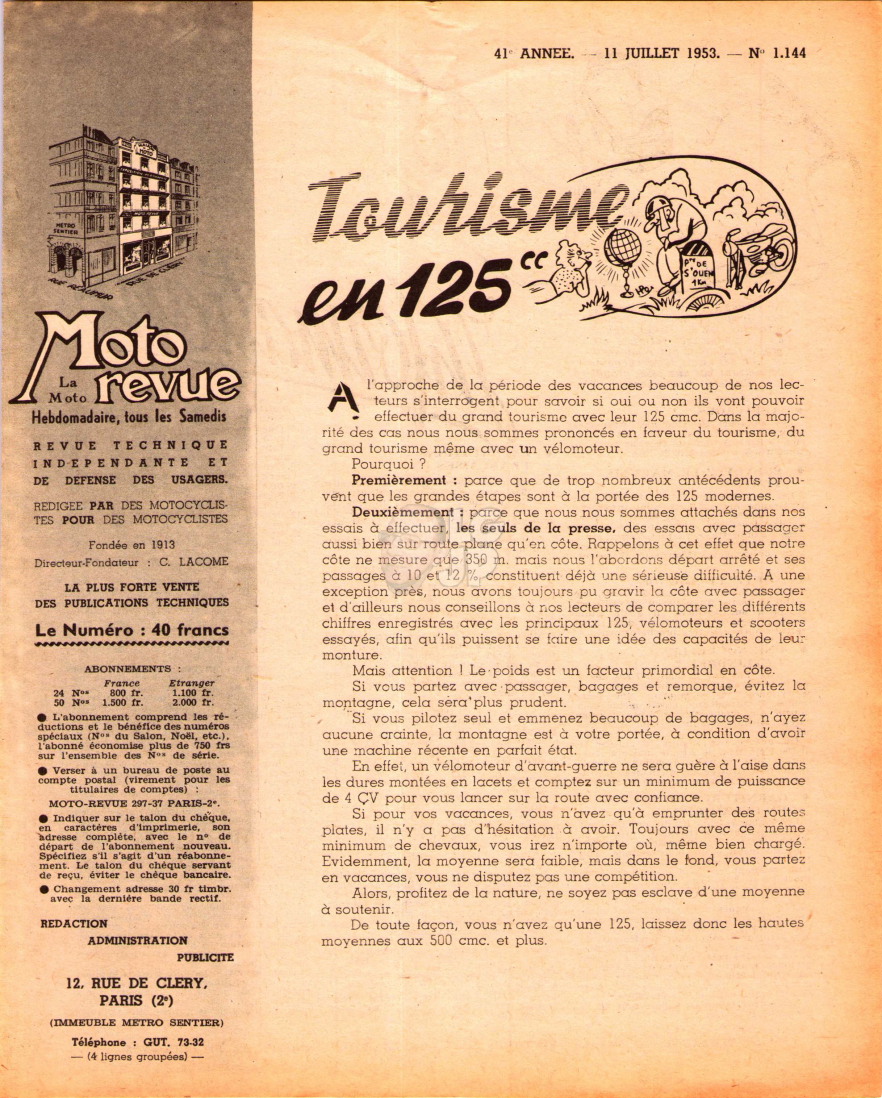 41e ANNEE. — 11 JUILLET 1953. — No 1.144
METRO
SENTIER
RUE DE CLERY
Moto
La
Moto revue
Hebdomadaire, tous les Samedis
REVUE TECHNIQUE
INDEPENDANTE ET
DE DEFENSE DES USAGERS.
REDIGEE PAR DES MOTOCYCLIS-
TES POUR DES MOTOCYCLISTES
Fondée en 1913
Directeur-Fondateur : C. LACOME
LA PLUS FORTE VENTE
DES PUBLICATIONS TECHNIQUES
Le Numéro : 40 francs
ABONNEMENTS :
France Etranger
24 Nos 800 fr. 1.100 fr.
50 Nos 1.500 fr. 2.000 fr.
● L'abonnement comprend les ré-
ductions et le bénéfice des numéros
spéciaux (Nos du Salon, Noël, etc.),
l'abonné économise plus de 750 frs
sur l'ensemble des Nos de série.
● Verser à un bureau de poste au
compte postal (virement pour les
titulaires de comptes) :
MOTO-REVUE 297-37 PARIS-2e.
● Indiquer sur le talon du chèque,
en caractères d'imprimerie, son
adresse complète, avec le no de
départ de l'abonnement nouveau.
Spécifiez s'il s'agit d'un réabonne-
ment. Le talon du chèque servant
de reçu, éviter le chèque bancaire.
● Changement adresse 30 fr timbr.
avec la dernière bande rectif.
REDACTION
ADMINISTRATION
PUBLICITE
12, RUE DE CLERY,
PARIS (2e)
(IMMEUBLE METRO SENTIER)
Téléphone : GUT. 73-32
— (4 lignes groupées) —
Tourisme
en 125 cc
Pte DE
St OUEN
1 Km
A l'approche de la période des vacances beaucoup de nos lec-
teurs s'interrogent pour savoir si oui ou non ils vont pouvoir
effectuer du grand tourisme avec leur 125 cmc. Dans la majo-
rité des cas nous nous sommes prononcés en faveur du tourisme, du
grand tourisme même avec un vélomoteur.
Pourquoi ?
Premièrement : parce que de trop nombreux antécédents prou-
vent que les grandes étapes sont à la portée des 125 modernes.
Deuxièmement : parce que nous nous sommes attachés dans nos
essais à effectuer, les seuls de la presse, des essais avec passager
aussi bien sur route plane qu'en côte. Rappelons à cet effet que notre
côte ne mesure que 350 m. mais nous l'abordons départ arrêté et ses
passages à 10 et 12 % constituent déjà une sérieuse difficulté. A une
exception près, nous avons toujours pu gravir la côte avec passager
et d'ailleurs nous conseillons à nos lecteurs de comparer les différents
chiffres enregistrés avec les principaux 125, vélomoteurs et scooters
essayés, afin qu'ils puissent se faire une idée des capacités de leur
monture.
Mais attention ! Le poids est un facteur primordial en côte.
Si vous partez avec passager, bagages et remorque, évitez la
montagne, cela sera plus prudent.
Si vous pilotez seul et emmenez beaucoup de bagages, n'ayez
aucune crainte, la montagne est à votre portée, à condition d'avoir
une machine récente en parfait état.
En effet, un vélomoteur d'avant-guerre ne sera guère à l'aise dans
les dures montées en lacets et comptez sur un minimum de puissance
de 4 ÇV pour vous lancer sur la route avec confiance.
Si pour vos vacances, vous n'avez qu'à emprunter des routes
plates, il n'y a pas d'hésitation à avoir. Toujours avec ce même
minimum de chevaux, vous irez n'importe où, même bien chargé.
Evidemment, la moyenne sera faible, mais dans le fond, vous partez
en vacances, vous ne disputez pas une compétition.
Alors, profitez de la nature, ne soyez pas esclave d'une moyenne
à soutenir.
De toute façon, vous n'avez qu'une 125, laissez donc les hautes
moyennes aux 500 cmc. et plus.